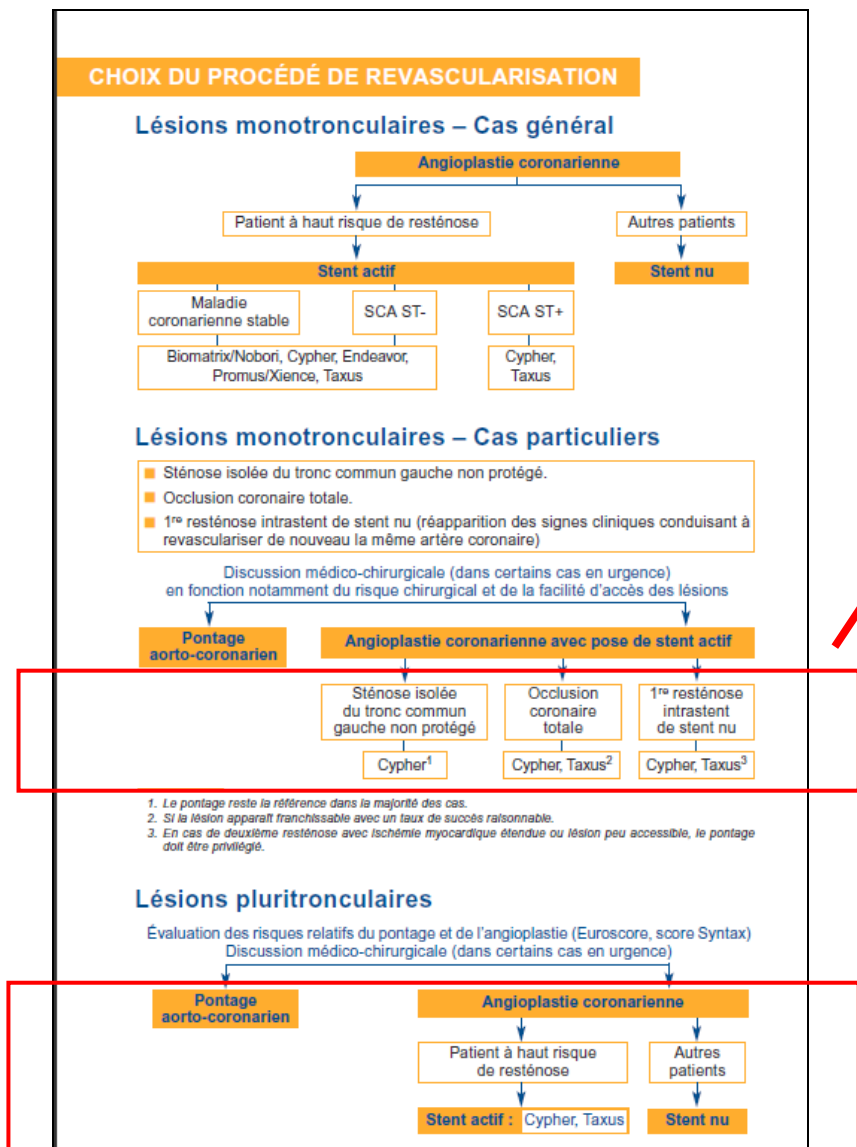 CHOIX DU PROCÉDÉ DE REVASCULARISATION
Lésions monotronculaires – Cas général
Angioplastie coronarienne
Patient à haut risque de resténose
Autres patients
Stent actif
Stent nu
Maladie
coronarienne stable
SCA ST-
SCA ST+
Biomatrix/Nobori, Cypher, Endeavor,
Promus/Xience, Taxus
Cypher,
Taxus
Lésions monotronculaires – Cas particuliers
Sténose isolée du tronc commun gauche non protégé.
Occlusion coronaire totale.
1re resténose intrastent de stent nu (réapparition des signes cliniques conduisant à
revasculariser de nouveau la même artère coronaire)
Discussion médico-chirurgicale (dans certains cas en urgence)
en fonction notamment du risque chirurgical et de la facilité d'accès des lésions
Pontage
aorto-coronarien
Angioplastie coronarienne avec pose de stent actif
Sténose isolée
du tronc commun
gauche non protégé
Occlusion
coronaire
totale
1re resténose
intrastent
de stent nu
Cypher1
Cypher, Taxus2
Cypher, Taxus3
1. Le pontage reste la référence dans la majorité des cas.
2. Si la lésion apparaît franchissable avec un taux de succès raisonnable.
3. En cas de deuxième resténose avec ischémie myocardique étendue ou lésion peu accessible, le pontage
doit être privilégié.
Lésions pluritronculaires
Évaluation des risques relatifs du pontage et de l'angioplastie (Euroscore, score Syntax)
Discussion médico-chirurgicale (dans certains cas en urgence)
Pontage
aorto-coronarien
Angioplastie coronarienne
Patient à haut risque
de resténose
Autres
patients
Stent actif : Cypher, Taxus
Stent nu